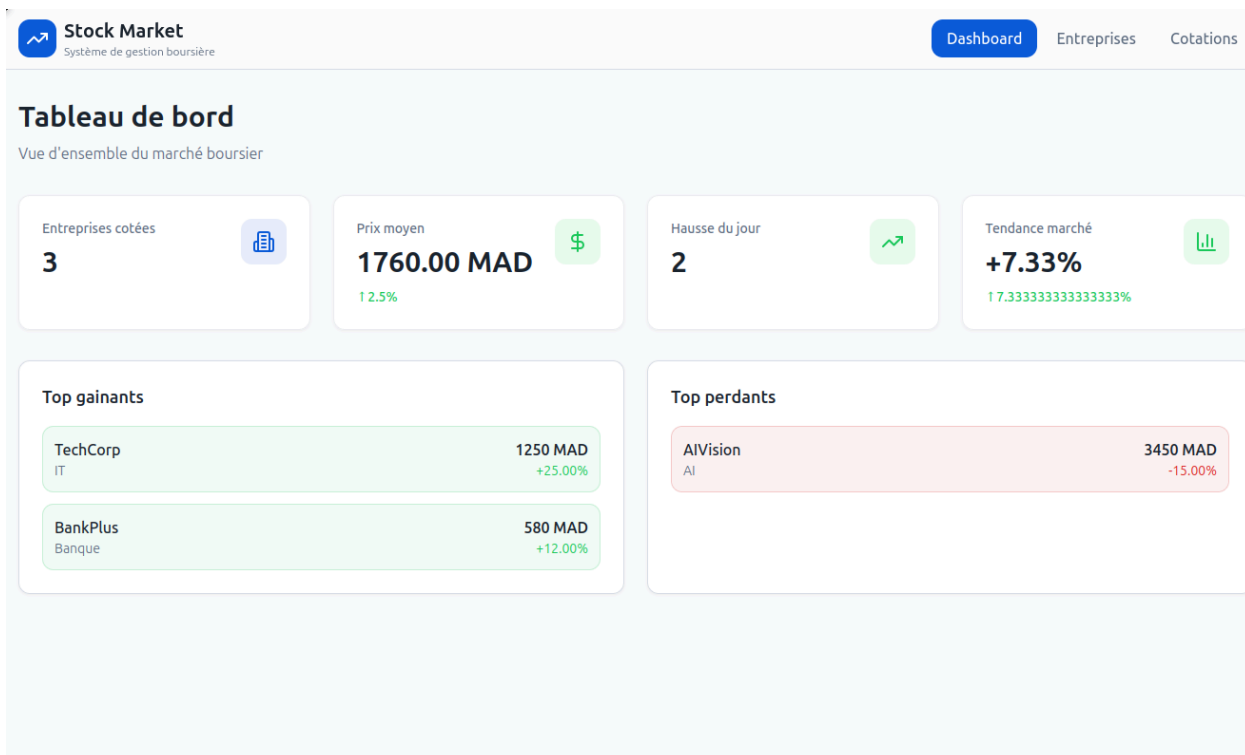 Stock Market
Système de gestion boursière
Dashboard
Entreprises
Cotations
Tableau de bord
Vue d'ensemble du marché boursier
Entreprises cotées
3
Prix moyen
1760.00 MAD
↑2.5%
Hausse du jour
2
Tendance marché
+7.33%
↑7.333333333333333%
Top gainants
TechCorp
1250 MAD
IT
+25.00%
BankPlus
580 MAD
Banque
+12.00%
Top perdants
AIVision
3450 MAD
AI
-15.00%